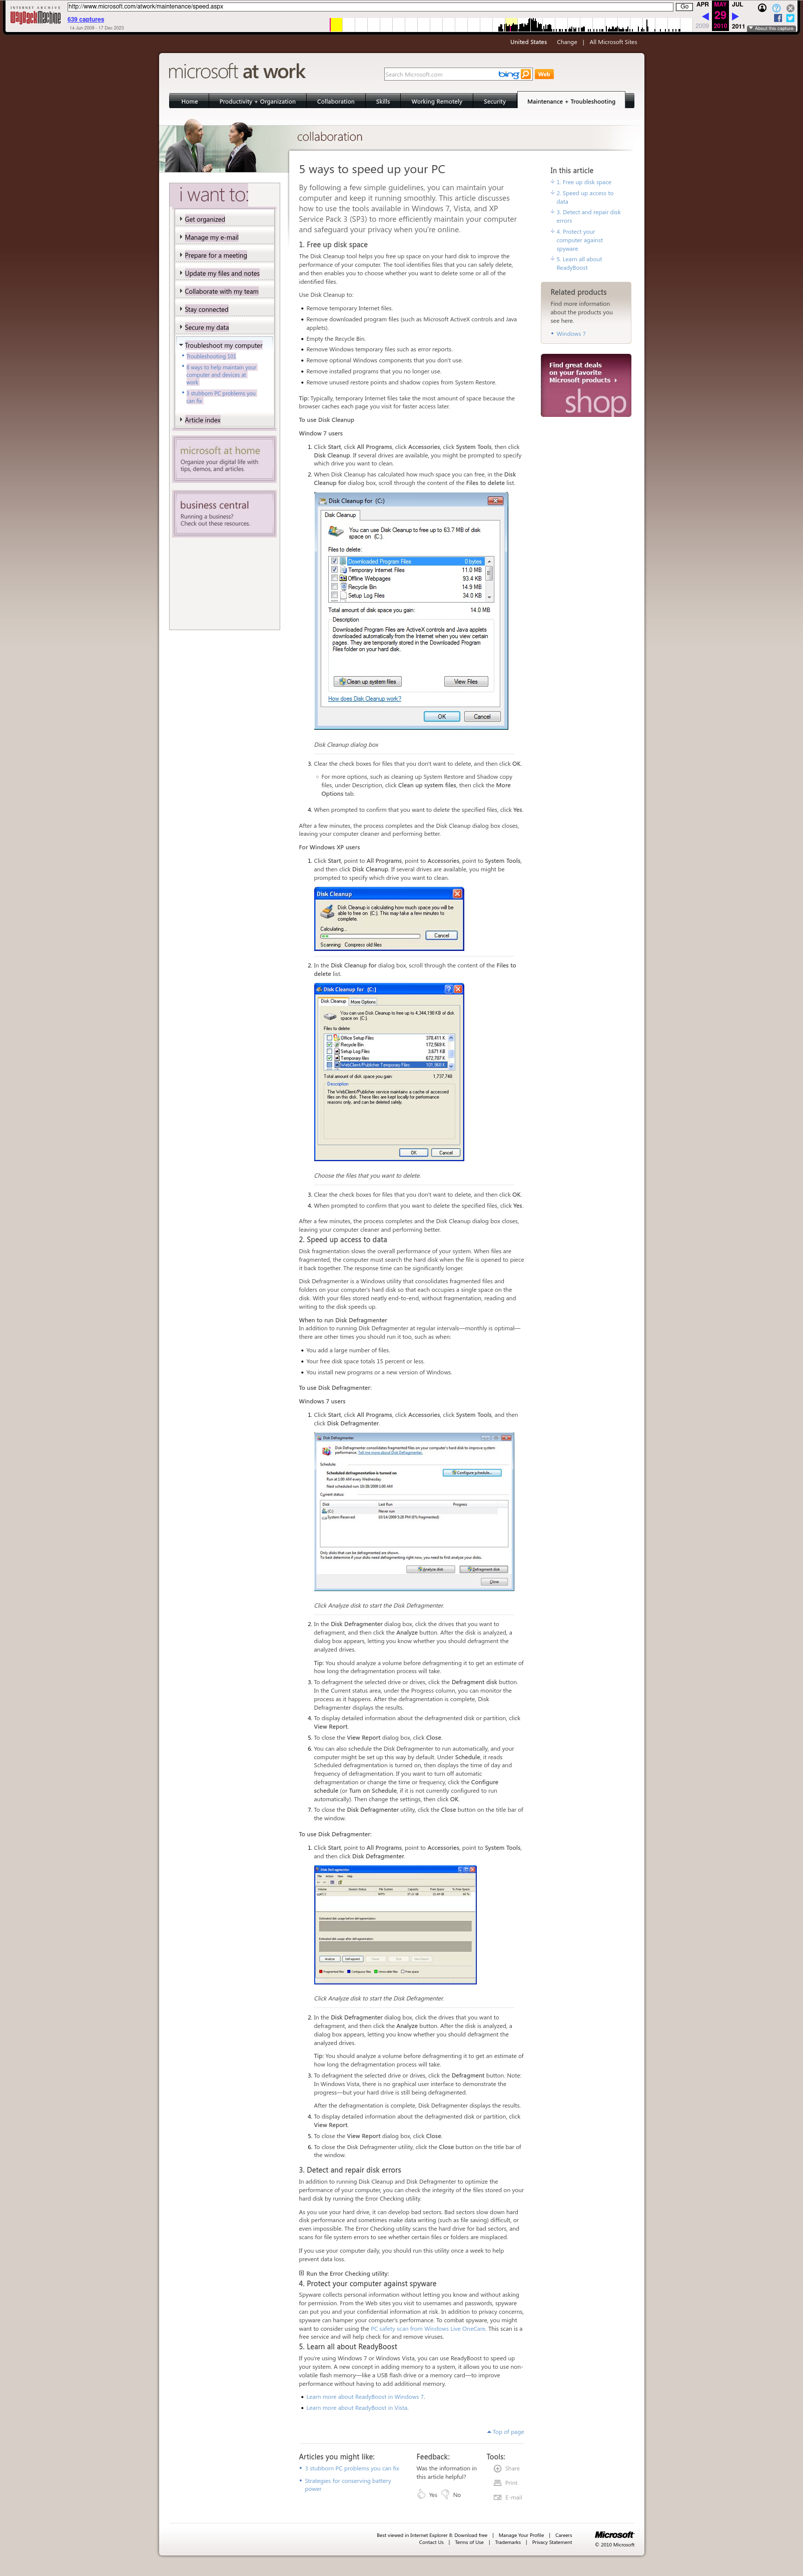 INTERNET ARCHIVE
WayBackMachine
http://www.microsoft.com/atwork/maintenance/speed.aspx
Go
APR MAY JUL
29
2009 2010 2011
639 captures
14 Jun 2009 - 17 Dec 2022
About this capture
United States Change | All Microsoft Sites
microsoft at work
Search Microsoft.com
bing
Web
Home
Productivity + Organization
Collaboration
Skills
Working Remotely
Security
Maintenance + Troubleshooting
collaboration
i want to:
Get organized
Manage my e-mail
Prepare for a meeting
Update my files and notes
Collaborate with my team
Stay connected
Secure my data
Troubleshoot my computer
Troubleshooting 101
8 ways to help maintain your
computer and devices at
work
3 stubborn PC problems you
can fix
Article index
microsoft at home
Organize your digital life with
tips, demos, and articles.
business central
Running a business?
Check out these resources.
5 ways to speed up your PC
By following a few simple guidelines, you can maintain your
computer and keep it running smoothly. This article discusses
how to use the tools available in Windows 7, Vista, and XP
Service Pack 3 (SP3) to more efficiently maintain your computer
and safeguard your privacy when you're online.
1. Free up disk space
The Disk Cleanup tool helps you free up space on your hard disk to improve the
performance of your computer. The tool identifies files that you can safely delete,
and then enables you to choose whether you want to delete some or all of the
identified files.
Use Disk Cleanup to:
Remove temporary Internet files.
Remove downloaded program files (such as Microsoft ActiveX controls and Java
applets).
Empty the Recycle Bin.
Remove Windows temporary files such as error reports.
Remove optional Windows components that you don't use.
Remove installed programs that you no longer use.
Remove unused restore points and shadow copies from System Restore.
Tip: Typically, temporary Internet files take the most amount of space because the
browser caches each page you visit for faster access later.
To use Disk Cleanup
Window 7 users
1. Click Start, click All Programs, click Accessories, click System Tools, then click
Disk Cleanup. If several drives are available, you might be prompted to specify
which drive you want to clean.
2. When Disk Cleanup has calculated how much space you can free, in the Disk
Cleanup for dialog box, scroll through the content of the Files to delete list.
Disk Cleanup for (C:)
Disk Cleanup
You can use Disk Cleanup to free up to 63.7 MB of disk
space on (C:).
Files to delete:
Downloaded Program Files 0 bytes
Temporary Internet Files 11.0 MB
Offline Webpages 93.4 KB
Recycle Bin 14.9 MB
Setup Log Files 34.0 KB
Total amount of disk space you gain: 14.0 MB
Description
Downloaded Program Files are ActiveX controls and Java applets
downloaded automatically from the Internet when you view certain
pages. They are temporarily stored in the Downloaded Program
Files folder on your hard disk.
Clean up system files
View Files
How does Disk Cleanup work?
OK
Cancel
Disk Cleanup dialog box
3. Clear the check boxes for files that you don't want to delete, and then click OK.
For more options, such as cleaning up System Restore and Shadow copy
files, under Description, click Clean up system files, then click the More
Options tab.
4. When prompted to confirm that you want to delete the specified files, click Yes.
After a few minutes, the process completes and the Disk Cleanup dialog box closes,
leaving your computer cleaner and performing better.
For Windows XP users
1. Click Start, point to All Programs, point to Accessories, point to System Tools,
and then click Disk Cleanup. If several drives are available, you might be
prompted to specify which drive you want to clean.
Disk Cleanup
Disk Cleanup is calculating how much space you will be
able to free on (C:). This may take a few minutes to
complete.
Calculating...
Cancel
Scanning: Compress old files
2. In the Disk Cleanup for dialog box, scroll through the content of the Files to
delete list.
Disk Cleanup for (C:)
Disk Cleanup More Options
You can use Disk Cleanup to free up to 4,344,198 KB of disk
space on (C:).
Files to delete:
Office Setup Files 378,411 K
Recycle Bin 172,569 K
Setup Log Files 3,671 KB
Temporary files 672,707 K
WebClient/Publisher Temporary Files
Total amount of disk space you gain: 1,737,740
Description
The WebClient/Publisher service maintains a cache of accessed
files on this disk. These files are kept locally for performance
reasons only, and can be deleted safely.
OK
Cancel
Choose the files that you want to delete.
3. Clear the check boxes for files that you don't want to delete, and then click OK.
4. When prompted to confirm that you want to delete the specified files, click Yes.
After a few minutes, the process completes and the Disk Cleanup dialog box closes,
leaving your computer cleaner and performing better.
2. Speed up access to data
Disk fragmentation slows the overall performance of your system. When files are
fragmented, the computer must search the hard disk when the file is opened to piece
it back together. The response time can be significantly longer.
Disk Defragmenter is a Windows utility that consolidates fragmented files and
folders on your computer's hard disk so that each occupies a single space on the
disk. With your files stored neatly end-to-end, without fragmentation, reading and
writing to the disk speeds up.
When to run Disk Defragmenter
In addition to running Disk Defragmenter at regular intervals—monthly is optimal—
there are other times you should run it too, such as when:
You add a large number of files.
Your free disk space totals 15 percent or less.
You install new programs or a new version of Windows.
To use Disk Defragmenter:
Windows 7 users
1. Click Start, click All Programs, click Accessories, click System Tools, and then
click Disk Defragmenter.
Disk Defragmenter
Disk Defragmenter consolidates fragmented files on your computer's hard disk to improve system
performance. Tell me more about Disk Defragmenter.
Schedule:
Scheduled defragmentation is turned on
Configure schedule...
Run at 1:00 AM every Wednesday
Next scheduled run: 10/28/2009 1:00 AM
Current status:
Disk Last Run Progress
(C:) Never run
System Reserved
Only disks that can be defragmented are shown.
To best determine if your disks need defragmenting right now, you need to first analyze your disks.
Analyze disk
Defragment disk
Close
Click Analyze disk to start the Disk Defragmenter.
2. In the Disk Defragmenter dialog box, click the drives that you want to
defragment, and then click the Analyze button. After the disk is analyzed, a
dialog box appears, letting you know whether you should defragment the
analyzed drives.
Tip: You should analyze a volume before defragmenting it to get an estimate of
how long the defragmentation process will take.
3. To defragment the selected drive or drives, click the Defragment disk button.
In the Current status area, under the Progress column, you can monitor the
process as it happens. After the defragmentation is complete, Disk
Defragmenter displays the results.
4. To display detailed information about the defragmented disk or partition, click
View Report.
5. To close the View Report dialog box, click Close.
6. You can also schedule the Disk Defragmenter to run automatically, and your
computer might be set up this way by default. Under Schedule, it reads
Scheduled defragmentation is turned on, then displays the time of day and
frequency of defragmentation. If you want to turn off automatic
defragmentation or change the time or frequency, click the Configure
schedule (or Turn on Schedule, if it is not currently configured to run
automatically). Then change the settings, then click OK.
7. To close the Disk Defragmenter utility, click the Close button on the title bar of
the window.
To use Disk Defragmenter:
1. Click Start, point to All Programs, point to Accessories, point to System Tools,
and then click Disk Defragmenter.
Disk Defragmenter
File Action View Help
Estimated disk usage before defragmentation:
Estimated disk usage after defragmentation:
Analyze Defragment
Fragmented files Contiguous files Unmovable files Free space
Click Analyze disk to start the Disk Defragmenter.
2. In the Disk Defragmenter dialog box, click the drives that you want to
defragment, and then click the Analyze button. After the disk is analyzed, a
dialog box appears, letting you know whether you should defragment the
analyzed drives.
Tip: You should analyze a volume before defragmenting it to get an estimate of
how long the defragmentation process will take.
3. To defragment the selected drive or drives, click the Defragment button. Note:
In Windows Vista, there is no graphical user interface to demonstrate the
progress—but your hard drive is still being defragmented.
After the defragmentation is complete, Disk Defragmenter displays the results.
4. To display detailed information about the defragmented disk or partition, click
View Report.
5. To close the View Report dialog box, click Close.
6. To close the Disk Defragmenter utility, click the Close button on the title bar of
the window.
3. Detect and repair disk errors
In addition to running Disk Cleanup and Disk Defragmenter to optimize the
performance of your computer, you can check the integrity of the files stored on your
hard disk by running the Error Checking utility.
As you use your hard drive, it can develop bad sectors. Bad sectors slow down hard
disk performance and sometimes make data writing (such as file saving) difficult, or
even impossible. The Error Checking utility scans the hard drive for bad sectors, and
scans for file system errors to see whether certain files or folders are misplaced.
If you use your computer daily, you should run this utility once a week to help
prevent data loss.
Run the Error Checking utility:
4. Protect your computer against spyware
Spyware collects personal information without letting you know and without asking
for permission. From the Web sites you visit to usernames and passwords, spyware
can put you and your confidential information at risk. In addition to privacy concerns,
spyware can hamper your computer's performance. To combat spyware, you might
want to consider using the PC safety scan from Windows Live OneCare. This scan is a
free service and will help check for and remove viruses.
5. Learn all about ReadyBoost
If you're using Windows 7 or Windows Vista, you can use ReadyBoost to speed up
your system. A new concept in adding memory to a system, it allows you to use non-
volatile flash memory—like a USB flash drive or a memory card—to improve
performance without having to add additional memory.
Learn more about ReadyBoost in Windows 7.
Learn more about ReadyBoost in Vista.
Top of page
In this article
1. Free up disk space
2. Speed up access to
data
3. Detect and repair disk
errors
4. Protect your
computer against
spyware
5. Learn all about
ReadyBoost
Related products
Find more information
about the products you
see here.
Windows 7
Find great deals
on your favorite
Microsoft products
shop
Articles you might like:
3 stubborn PC problems you can fix
Strategies for conserving battery
power
Feedback:
Was the information in
this article helpful?
Yes No
Tools:
Share
Print
E-mail
Best viewed in Internet Explorer 8: Download free | Manage Your Profile | Careers
Contact Us | Terms of Use | Trademarks | Privacy Statement
Microsoft
© 2010 Microsoft